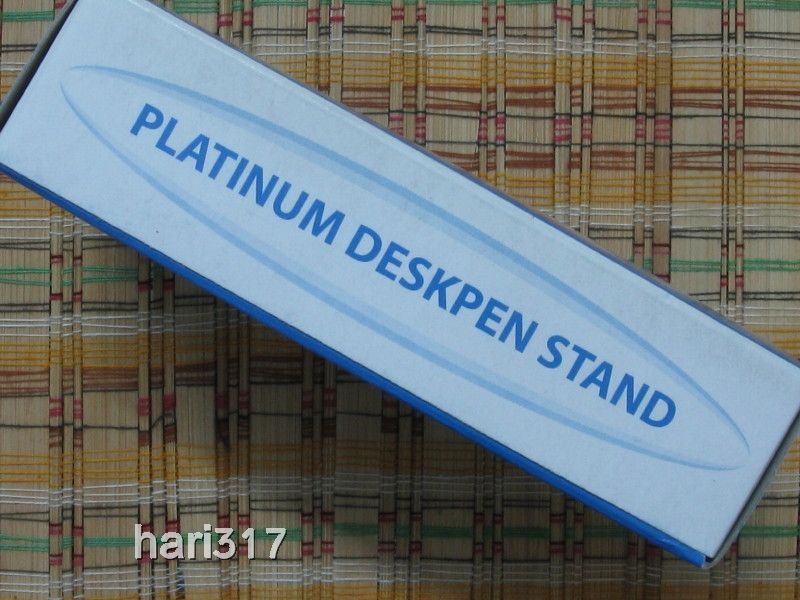 PLATINUM DESKPEN STAND
hari317